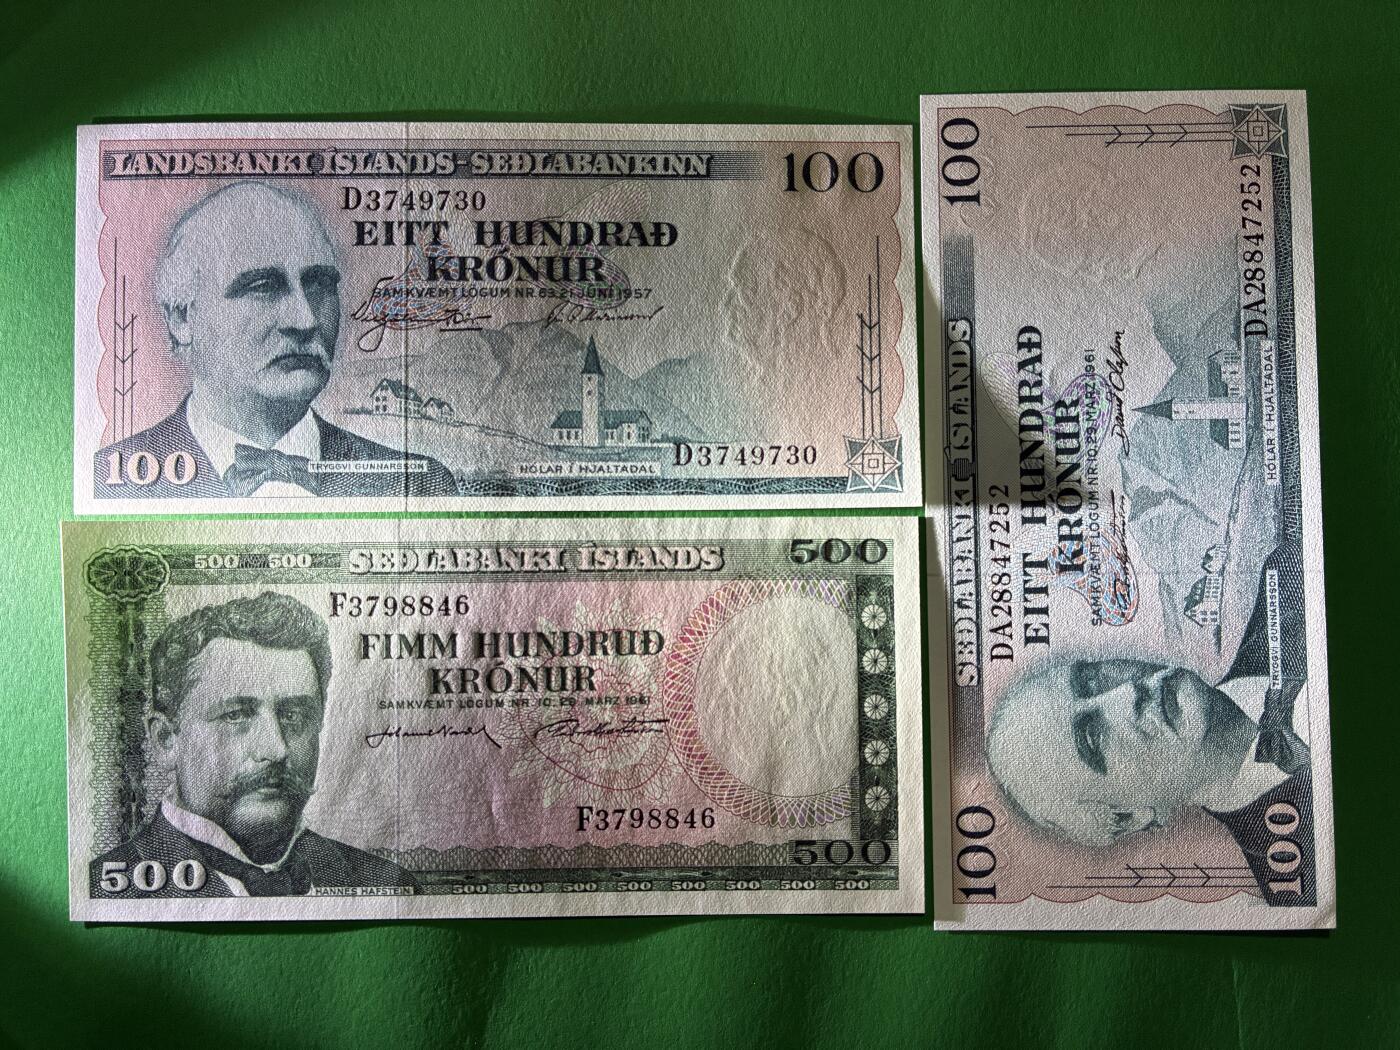 LANDSBANKI ÍSLANDS-SEÐLABANKINN
100
D3749730
EITT HUNDRAÐ
KRÓNUR
SAMKVÆMT LÖGUM NR. 63, 21. JÚNÍ 1957
100
TRYGGVI GUNNARSSON
HÓLAR Í HJALTADAL
D3749730
500 500
SEÐLABANKI ÍSLANDS
500
F3798846
FIMM HUNDRUÐ
KRÓNUR
SAMKVÆMT LÖGUM NR. 10, 29. MARZ 1961
F3798846
500
500
HANNES HAFSTEIN
500 500 500 500 500 500 500 500
100
SEÐLABANKI ÍSLANDS
100
DA28847252
EITT HUNDRAÐ
KRÓNUR
SAMKVÆMT LÖGUM NR. 10, 29. MARZ 1961
Davíð Ólafsson
100
TRYGGVI GUNNARSSON
HÓLAR Í HJALTADAL
DA28847252